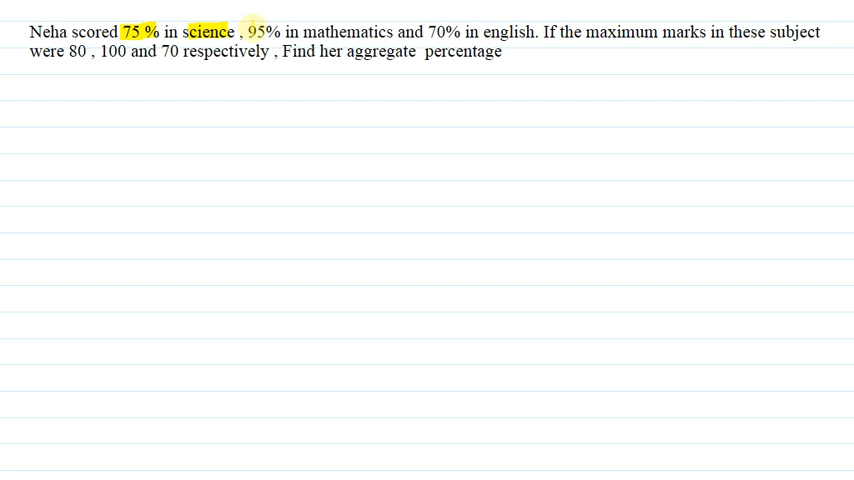 Neha scored 75 % in science , 95% in mathematics and 70% in english. If the maximum marks in these subject
were 80 , 100 and 70 respectively , Find her aggregate percentage